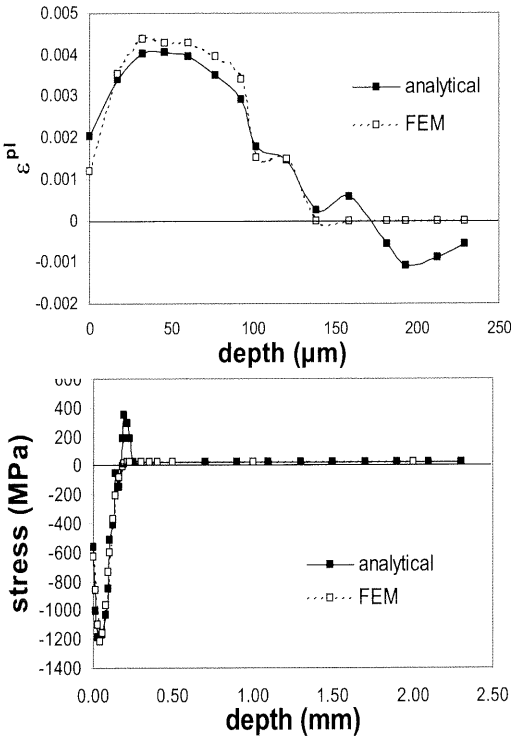 0.005
0.004
0.003
0.002
0.001
0
-0.001
-0.002
ε pl
analytical
FEM
0 50 100 150 200 250
depth (µm)
600
400
200
0
-200
-400
-600
-800
-1000
-1200
-1400
stress (MPa)
analytical
FEM
0.00 0.50 1.00 1.50 2.00 2.50
depth (mm)